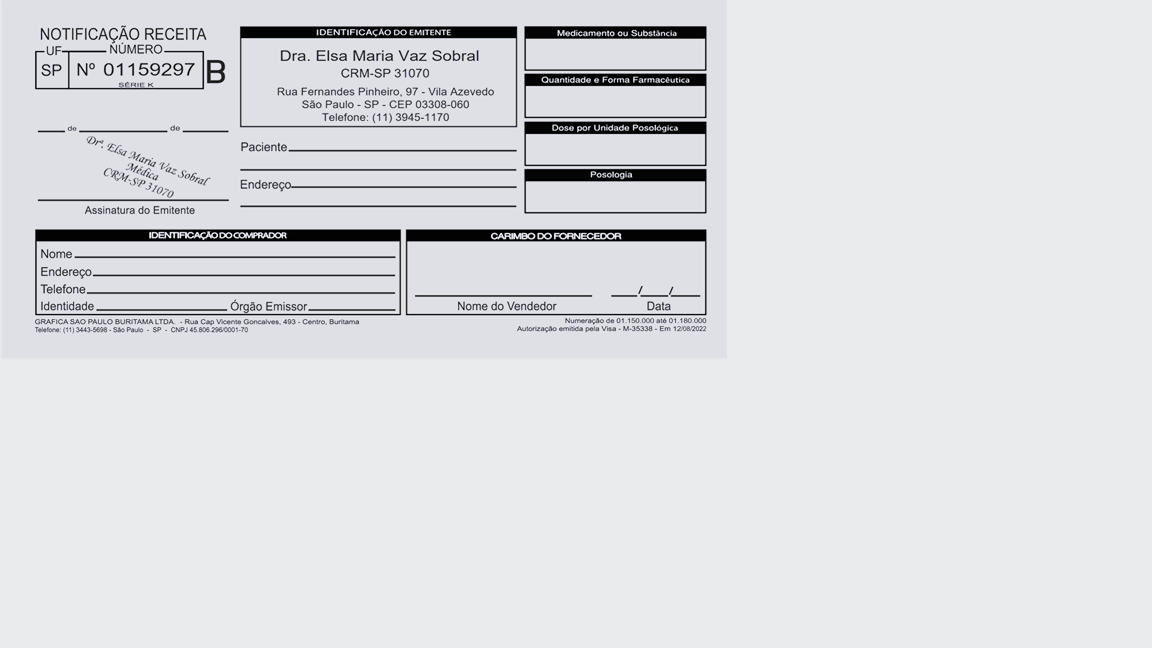 NOTIFICAÇÃO RECEITA
UF NÚMERO
SP Nº 01159297 B
SÉRIE K
de de
Drª. Elsa Maria Vaz Sobral
Médica
CRM-SP 31070
Assinatura do Emitente
IDENTIFICAÇÃO DO EMITENTE
Dra. Elsa Maria Vaz Sobral
CRM-SP 31070
Rua Fernandes Pinheiro, 97 - Vila Azevedo
São Paulo - SP - CEP 03308-060
Telefone: (11) 3945-1170
Paciente
Endereço
Medicamento ou Substância
Quantidade e Forma Farmacêutica
Dose por Unidade Posológica
Posologia
IDENTIFICAÇÃO DO COMPRADOR
Nome
Endereço
Telefone
Identidade Órgão Emissor
CARIMBO DO FORNECEDOR
/ /
Nome do Vendedor Data
GRAFICA SAO PAULO BURITAMA LTDA. - Rua Cap Vicente Goncalves, 493 - Centro, Buritama
Telefone: (11) 3443-5698 - São Paulo - SP - CNPJ 45.806.296/0001-70
Numeração de 01.150.000 até 01.180.000
Autorização emitida pela Visa - M-35338 - Em 12/08/2022